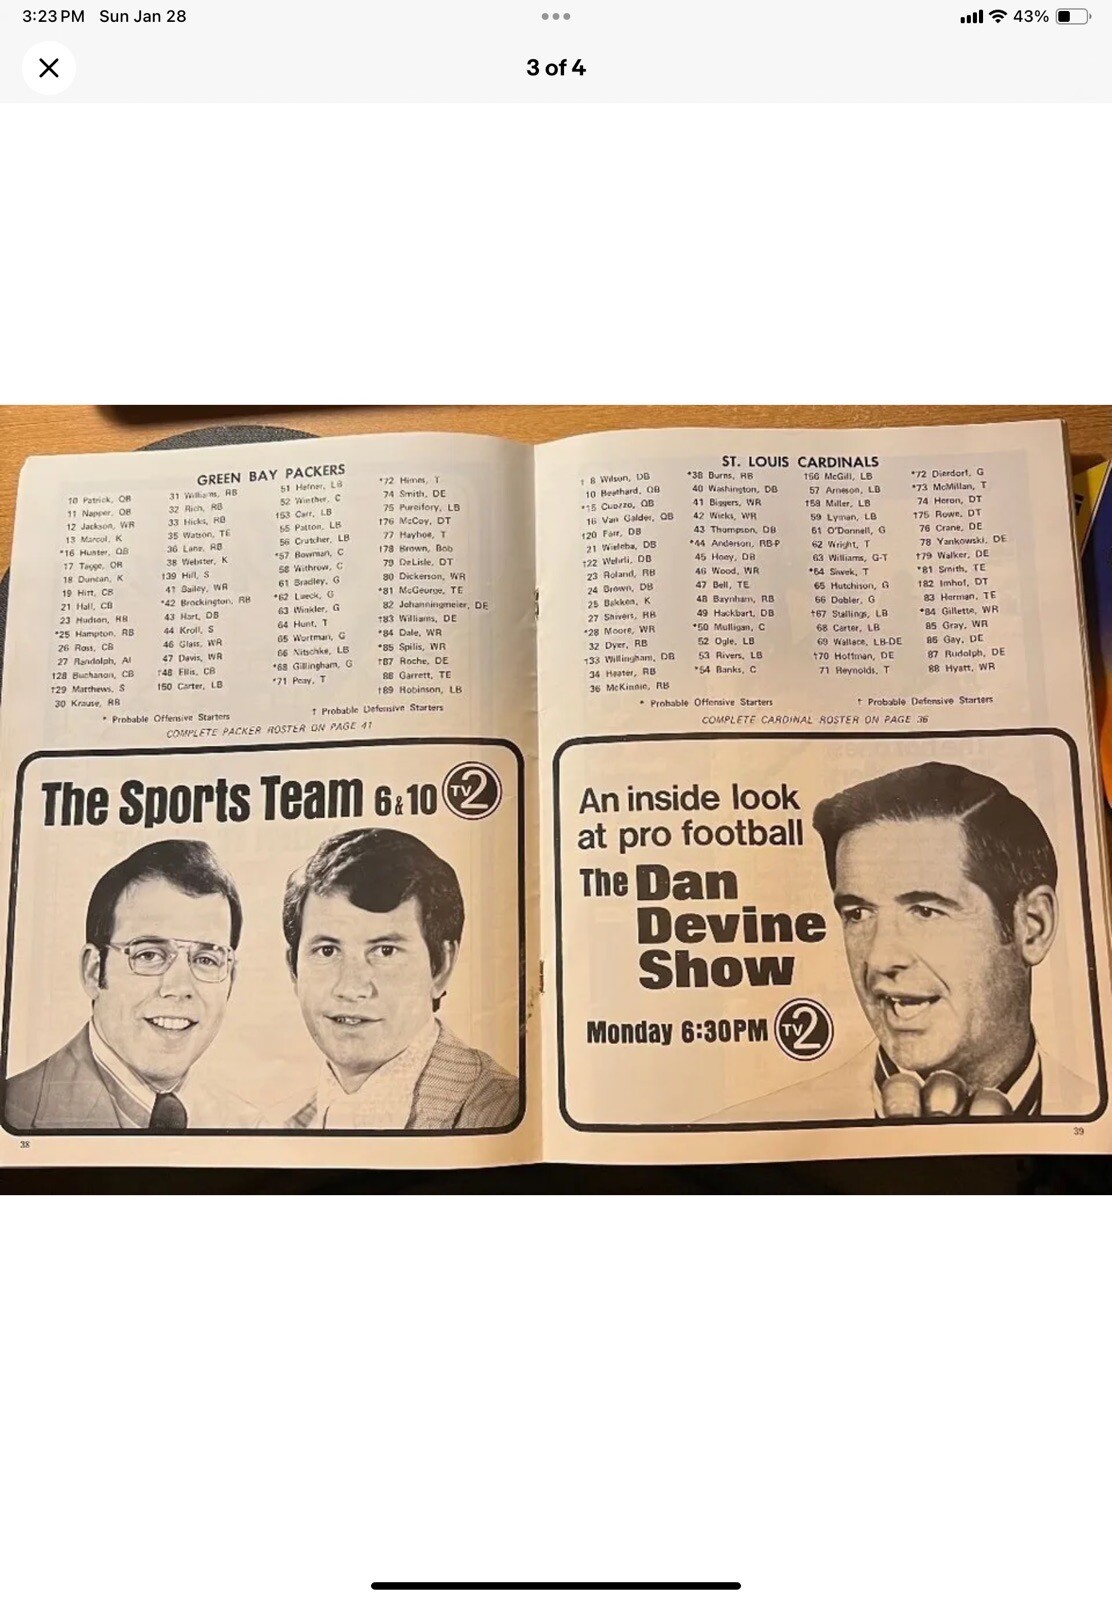 3:23 PM Sun Jan 28
43%
3 of 4
GREEN BAY PACKERS
10 Patrick, QB
11 Napper, QB
12 Jackson, WR
13 Marcol, K
*16 Hunter, QB
17 Tagge, QB
18 Duncan, K
19 Hitt, CB
21 Hall, CB
23 Hudson, RB
*25 Hampton, RB
26 Ross, CB
27 Randolph, Al
†28 Buchanon, CB
†29 Matthews, S
30 Krause, RB
31 Williams, RB
32 Rich, RB
33 Hicks, RB
35 Watson, TE
36 Lane, RB
38 Webster, K
†39 Hill, S
41 Bailey, WR
*42 Brockington, RB
43 Hart, DB
44 Kroll, S
46 Glass, WR
47 Davis, WR
†48 Ellis, CB
†50 Carter, LB
51 Hefner, LB
52 Winther, C
†53 Carr, LB
55 Patton, LB
56 Crutcher, LB
*57 Bowman, C
58 Withrow, C
61 Bradley, G
*62 Lueck, G
63 Winkler, G
64 Hunt, T
65 Wortman, G
66 Nitschke, LB
*68 Gillingham, G
*71 Peay, T
*72 Himes, T
74 Smith, DE
75 Pureifory, LB
†76 McCoy, DT
77 Hayhoe, T
†78 Brown, Bob
79 DeLisle, DT
80 Dickerson, WR
*81 McGeorge, TE
82 Johanningmeier, DE
†83 Williams, DE
*84 Dale, WR
*85 Spilis, WR
†87 Roche, DE
88 Garrett, TE
†89 Robinson, LB
* Probable Offensive Starters
† Probable Defensive Starters
COMPLETE PACKER ROSTER ON PAGE 41
The Sports Team 6 & 10 TV2
38
ST. LOUIS CARDINALS
† 8 Wilson, DB
10 Beathard, QB
*15 Cuozzo, QB
16 Van Galder, QB
†20 Farr, DB
21 Wicleba, DB
†22 Wehrli, DB
23 Roland, RB
24 Brown, DB
25 Bakken, K
27 Shivers, RB
*28 Moore, WR
32 Dyer, RB
†33 Willingham, DB
34 Heater, RB
36 McKinnie, RB
*38 Burns, RB
40 Washington, DB
41 Biggers, WR
42 Wicks, WR
43 Thompson, DB
*44 Anderson, RB-P
45 Hoey, DB
46 Wood, WR
47 Bell, TE
48 Baynham, RB
49 Hackbart, DB
*50 Mulligan, C
52 Ogle, LB
53 Rivers, LB
*54 Banks, C
†56 McGill, LB
57 Arneson, LB
†58 Miller, LB
59 Lyman, LB
61 O'Donnell, G
62 Wright, T
63 Williams, G-T
*64 Siwek, T
65 Hutchison, G
66 Dobler, G
†67 Stallings, LB
68 Carter, LB
69 Wallace, LB-DE
†70 Hoffman, DE
71 Reynolds, T
*72 Dierdorf, G
*73 McMillan, T
74 Heron, DT
†75 Rowe, DT
76 Crane, DE
78 Yankowski, DE
†79 Walker, DE
*81 Smith, TE
†82 Imhof, DT
83 Herman, TE
*84 Gillette, WR
85 Gray, WR
86 Gay, DE
87 Rudolph, DE
88 Hyatt, WR
* Probable Offensive Starters
† Probable Defensive Starters
COMPLETE CARDINAL ROSTER ON PAGE 36
An inside look
at pro football
The Dan
Devine
Show
Monday 6:30PM TV2
39